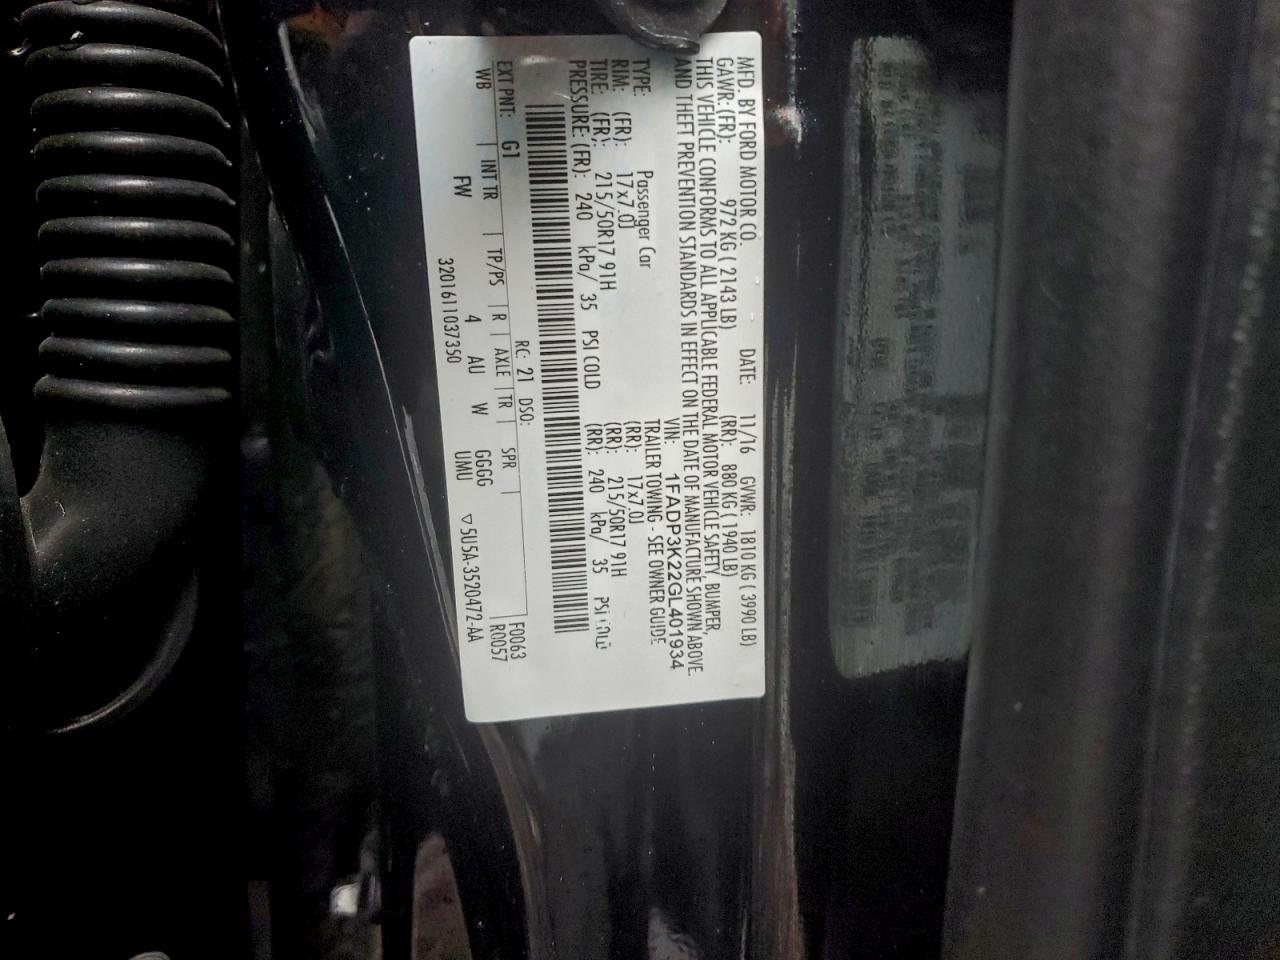 MFD. BY FORD MOTOR CO. DATE: 11/16 GVWR: 1810 KG ( 3990 LB)
GAWR: (FR): 972 KG ( 2143 LB) (RR): 880 KG ( 1940 LB)
THIS VEHICLE CONFORMS TO ALL APPLICABLE FEDERAL MOTOR VEHICLE SAFETY, BUMPER,
AND THEFT PREVENTION STANDARDS IN EFFECT ON THE DATE OF MANUFACTURE SHOWN ABOVE.
VIN: 1FADP3K22GL401934
TYPE: Passenger Car TRAILER TOWING - SEE OWNER GUIDE
RIM: (FR): 17x7.0J (RR): 17x7.0J
TIRE: (FR): 215/50R17 91H (RR): 215/50R17 91H
PRESSURE: (FR): 240 kPa/ 35 PSI COLD (RR): 240 kPa/ 35 PSI COLD
F0063
EXT PNT: G1 RC: 21 DSO: R0057
WB INT TR TP/PS R AXLE TR SPR
FW 4 AU W GGGG
UMU
3201611037350 ▽5U5A-3520472-AA